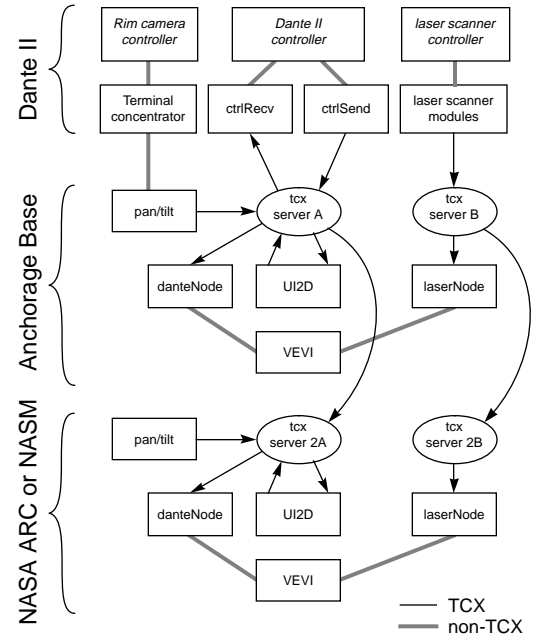 Dante II
Rim camera
controller
Dante II
controller
laser scanner
controller
Terminal
concentrator
ctrlRecv
ctrlSend
laser scanner
modules
Anchorage Base
pan/tilt
tcx
server A
tcx
server B
danteNode
UI2D
laserNode
VEVI
NASA ARC or NASM
pan/tilt
tcx
server 2A
tcx
server 2B
danteNode
UI2D
laserNode
VEVI
TCX
non-TCX